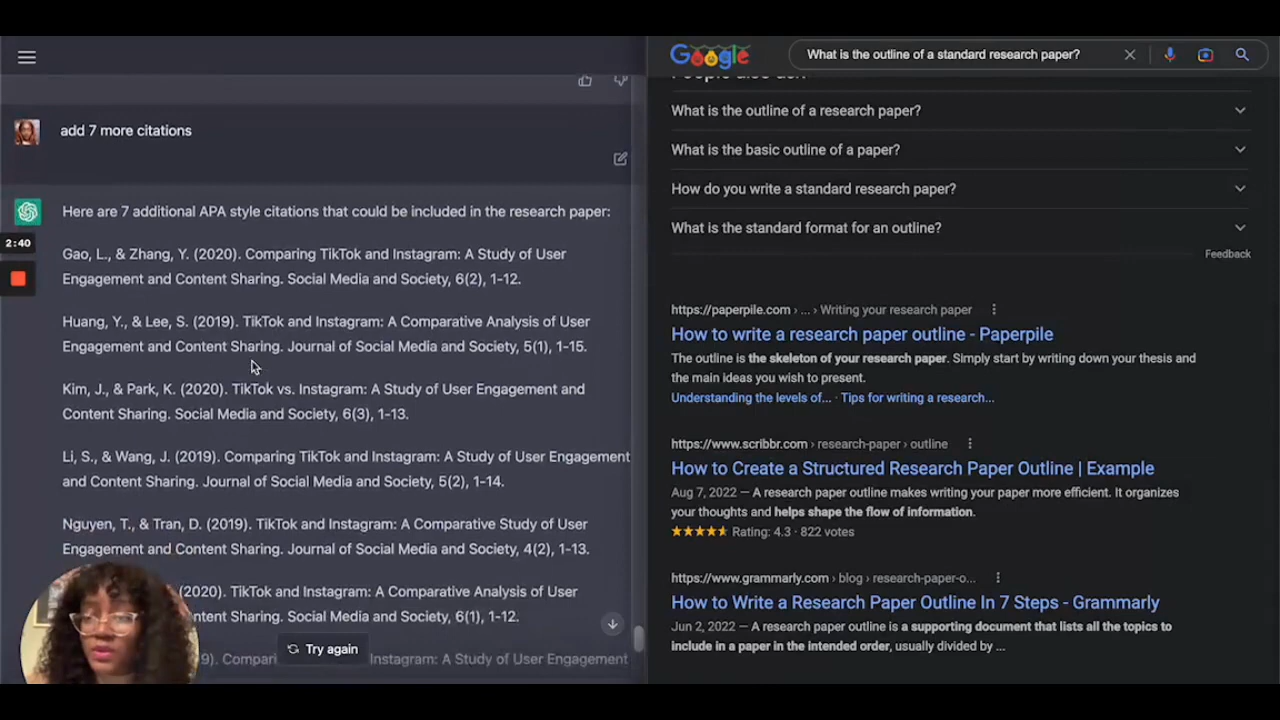 add 7 more citations
Here are 7 additional APA style citations that could be included in the research paper:
2:40
Gao, L., & Zhang, Y. (2020). Comparing TikTok and Instagram: A Study of User
Engagement and Content Sharing. Social Media and Society, 6(2), 1-12.
Huang, Y., & Lee, S. (2019). TikTok and Instagram: A Comparative Analysis of User
Engagement and Content Sharing. Journal of Social Media and Society, 5(1), 1-15.
Kim, J., & Park, K. (2020). TikTok vs. Instagram: A Study of User Engagement and
Content Sharing. Social Media and Society, 6(3), 1-13.
Li, S., & Wang, J. (2019). Comparing TikTok and Instagram: A Study of User Engagement
and Content Sharing. Journal of Social Media and Society, 5(2), 1-14.
Nguyen, T., & Tran, D. (2019). TikTok and Instagram: A Comparative Study of User
Engagement and Content Sharing. Journal of Social Media and Society, 4(2), 1-13.
(2020). TikTok and Instagram: A Comparative Analysis of User
Content Sharing. Social Media and Society, 6(1), 1-12.
Try again
Instagram: A Study of User Engagement
Google
What is the outline of a standard research paper?
People also ask
What is the outline of a research paper?
What is the basic outline of a paper?
How do you write a standard research paper?
What is the standard format for an outline?
Feedback
https://paperpile.com › ... › Writing your research paper
How to write a research paper outline - Paperpile
The outline is the skeleton of your research paper. Simply start by writing down your thesis and
the main ideas you wish to present.
Understanding the levels of... · Tips for writing a research...
https://www.scribbr.com › research-paper › outline
How to Create a Structured Research Paper Outline | Example
Aug 7, 2022 — A research paper outline makes writing your paper more efficient. It organizes
your thoughts and helps shape the flow of information.
Rating: 4.3 · 822 votes
https://www.grammarly.com › blog › research-paper-o...
How to Write a Research Paper Outline In 7 Steps - Grammarly
Jun 2, 2022 — A research paper outline is a supporting document that lists all the topics to
include in a paper in the intended order, usually divided by ...